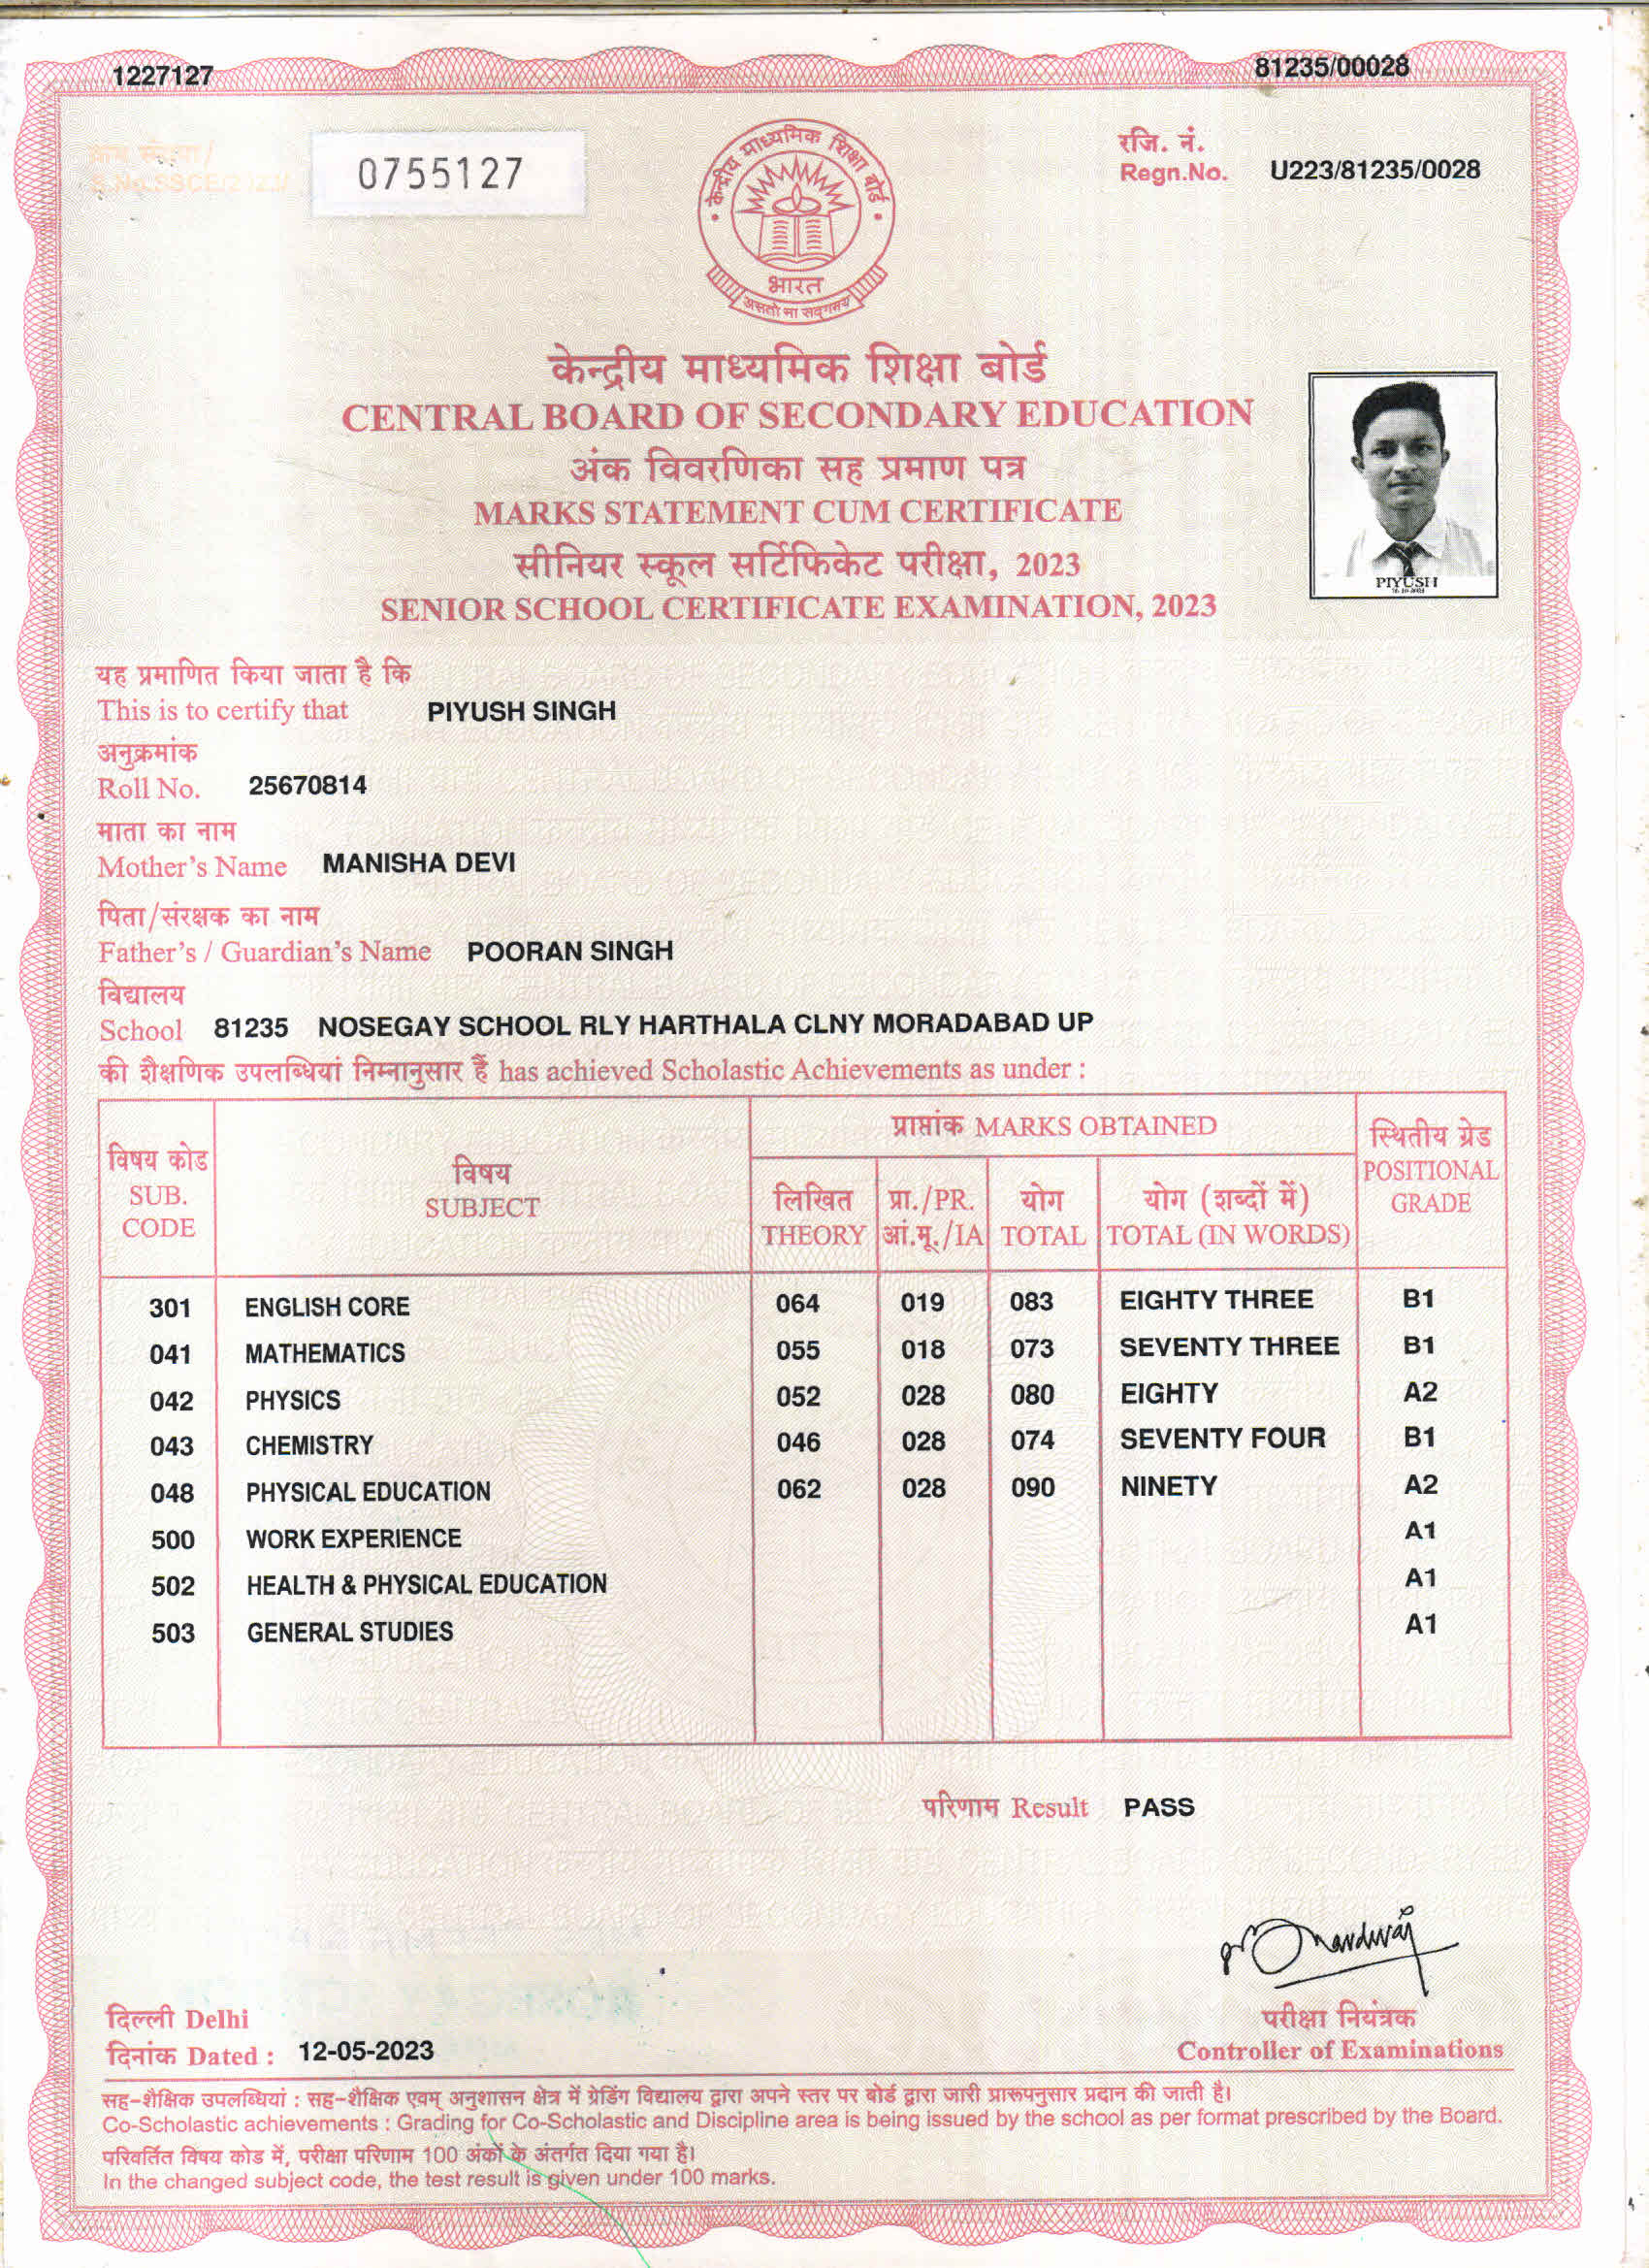 1227127
81235/00028
0755127
रजि. नं.
Regn.No. U223/81235/0028
केन्द्रीय माध्यमिक शिक्षा बोर्ड
भारत
असतो मा सद्गमय
केन्द्रीय माध्यमिक शिक्षा बोर्ड
CENTRAL BOARD OF SECONDARY EDUCATION
अंक विवरणिका सह प्रमाण पत्र
MARKS STATEMENT CUM CERTIFICATE
सीनियर स्कूल सर्टिफिकेट परीक्षा, 2023
SENIOR SCHOOL CERTIFICATE EXAMINATION, 2023
PIYUSH
यह प्रमाणित किया जाता है कि
This is to certify that PIYUSH SINGH
अनुक्रमांक
Roll No. 25670814
माता का नाम
Mother's Name MANISHA DEVI
पिता/संरक्षक का नाम
Father's / Guardian's Name POORAN SINGH
विद्यालय
School 81235 NOSEGAY SCHOOL RLY HARTHALA CLNY MORADABAD UP
की शैक्षणिक उपलब्धियां निम्नानुसार हैं has achieved Scholastic Achievements as under :
विषय कोड
SUB.
CODE
विषय
SUBJECT
प्राप्तांक MARKS OBTAINED
लिखित
THEORY
प्रा./PR.
आं.मू./IA
योग
TOTAL
योग (शब्दों में)
TOTAL (IN WORDS)
स्थितीय ग्रेड
POSITIONAL
GRADE
301 ENGLISH CORE 064 019 083 EIGHTY THREE B1
041 MATHEMATICS 055 018 073 SEVENTY THREE B1
042 PHYSICS 052 028 080 EIGHTY A2
043 CHEMISTRY 046 028 074 SEVENTY FOUR B1
048 PHYSICAL EDUCATION 062 028 090 NINETY A2
500 WORK EXPERIENCE A1
502 HEALTH & PHYSICAL EDUCATION A1
503 GENERAL STUDIES A1
परिणाम Result PASS
दिल्ली Delhi
दिनांक Dated : 12-05-2023
परीक्षा नियंत्रक
Controller of Examinations
सह-शैक्षिक उपलब्धियां : सह-शैक्षिक एवम् अनुशासन क्षेत्र में ग्रेडिंग विद्यालय द्वारा अपने स्तर पर बोर्ड द्वारा जारी प्रारूपनुसार प्रदान की जाती है।
Co-Scholastic achievements : Grading for Co-Scholastic and Discipline area is being issued by the school as per format prescribed by the Board.
परिवर्तित विषय कोड में, परीक्षा परिणाम 100 अंकों के अंतर्गत दिया गया है।
In the changed subject code, the test result is given under 100 marks.